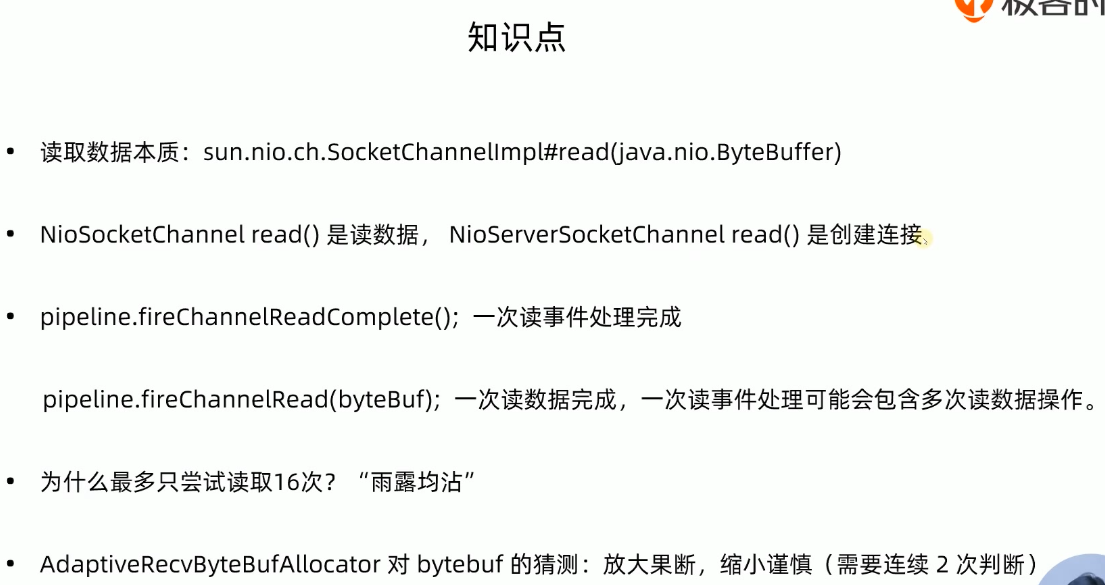 知识点
• 读取数据本质：sun.nio.ch.SocketChannelImpl#read(java.nio.ByteBuffer)
• NioSocketChannel read() 是读数据， NioServerSocketChannel read() 是创建连接。
• pipeline.fireChannelReadComplete(); 一次读事件处理完成
pipeline.fireChannelRead(byteBuf); 一次读数据完成，一次读事件处理可能会包含多次读数据操作。
• 为什么最多只尝试读取16次？ “雨露均沾”
• AdaptiveRecvByteBufAllocator 对 bytebuf 的猜测：放大果断，缩小谨慎（需要连续 2 次判断）